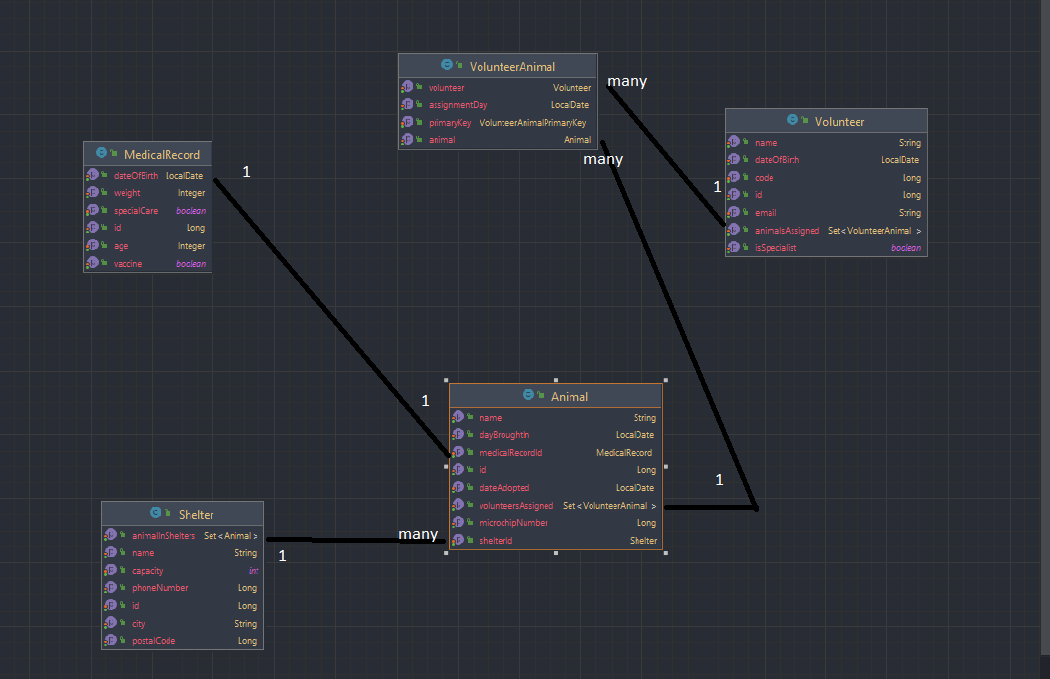 VolunteerAnimal
volunteer Volunteer
assignmentDay LocalDate
primaryKey VolunteerAnimalPrimaryKey
animal Animal
many
many
Volunteer
name String
dateOfBirth LocalDate
code Long
id Long
email String
animalsAssigned Set<VolunteerAnimal >
isSpecialist boolean
1
MedicalRecord
dateOfBirth LocalDate
weight Integer
specialCare boolean
id Long
age Integer
vaccine boolean
1
1
Animal
name String
dayBroughtIn LocalDate
medicalRecordId MedicalRecord
id Long
dateAdopted LocalDate
volunteersAssigned Set<VolunteerAnimal >
microchipNumber Long
shelterId Shelter
1
many
Shelter
animalInShelters Set<Animal>
name String
capacity int
phoneNumber Long
id Long
city String
postalCode Long
1